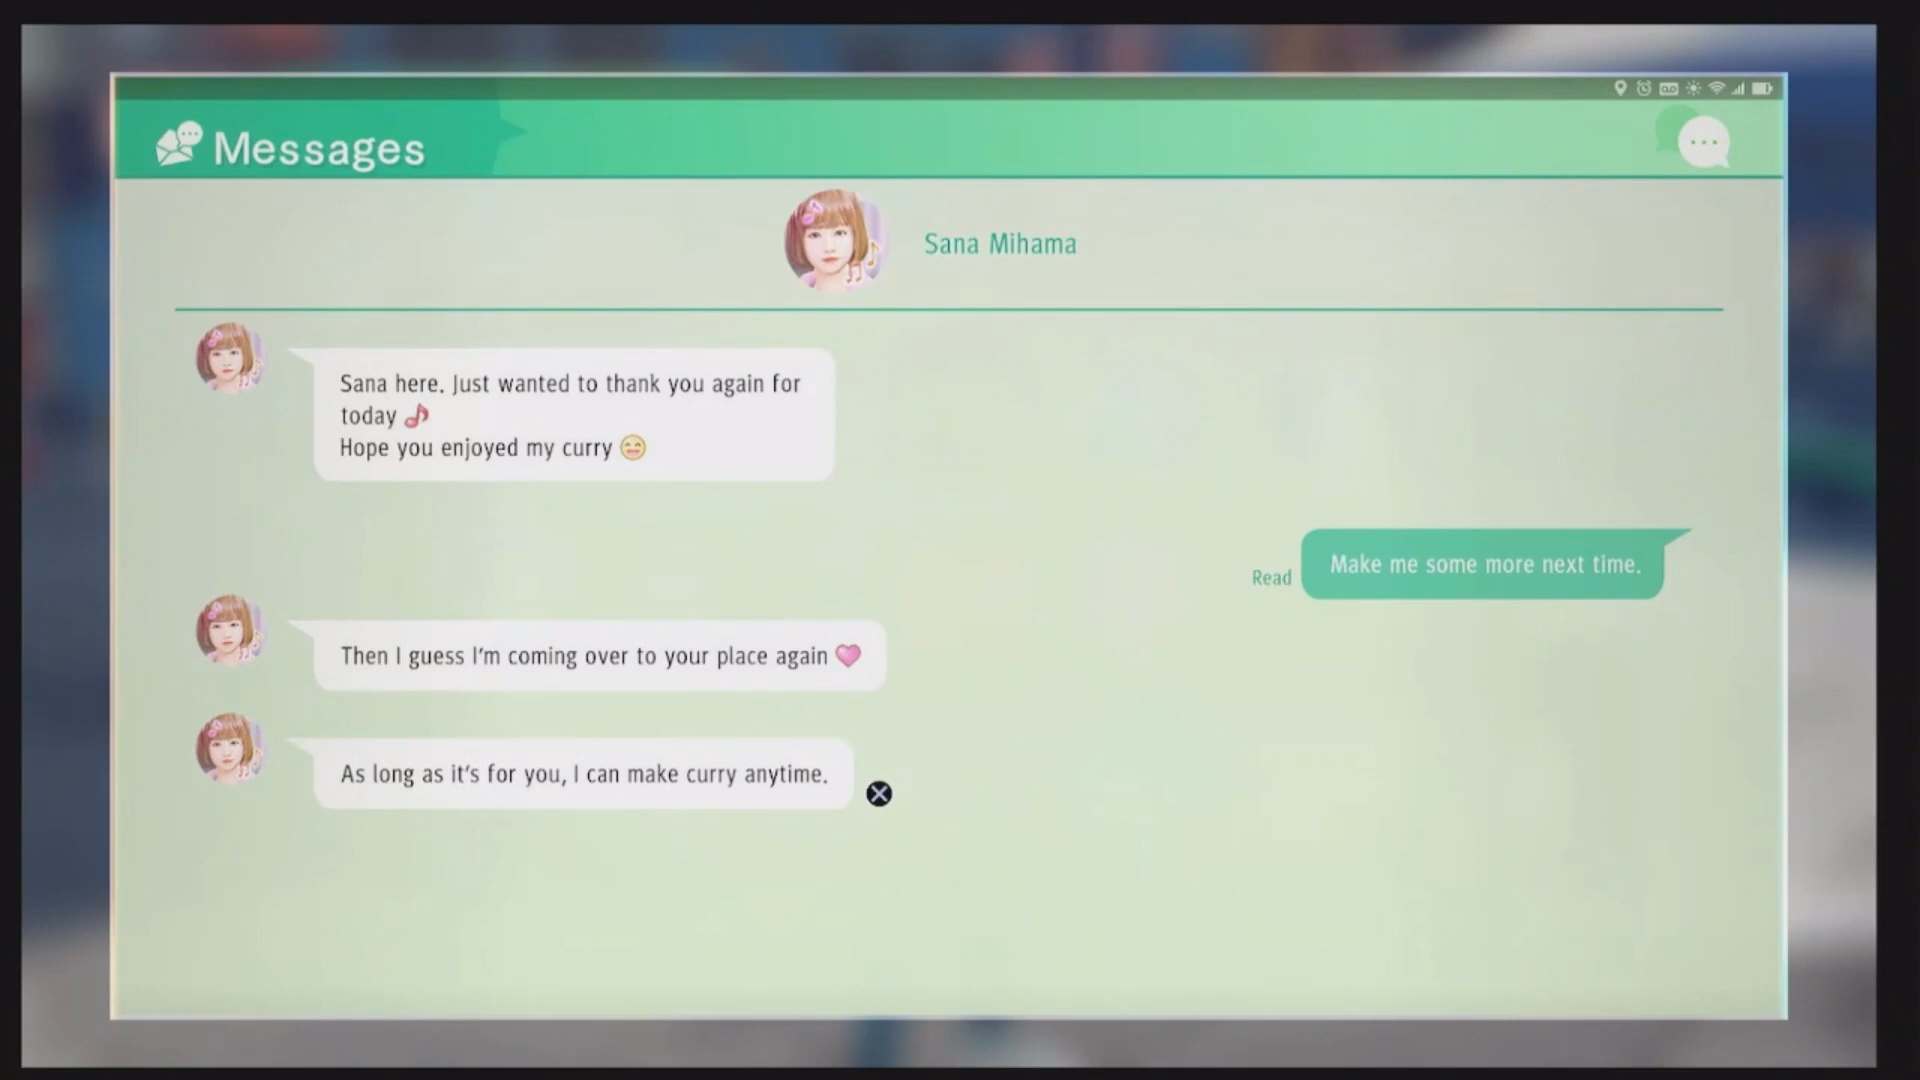 Messages
Sana Mihama
Sana here. Just wanted to thank you again for
today
Hope you enjoyed my curry
Read
Make me some more next time.
Then I guess I'm coming over to your place again
As long as it's for you, I can make curry anytime.